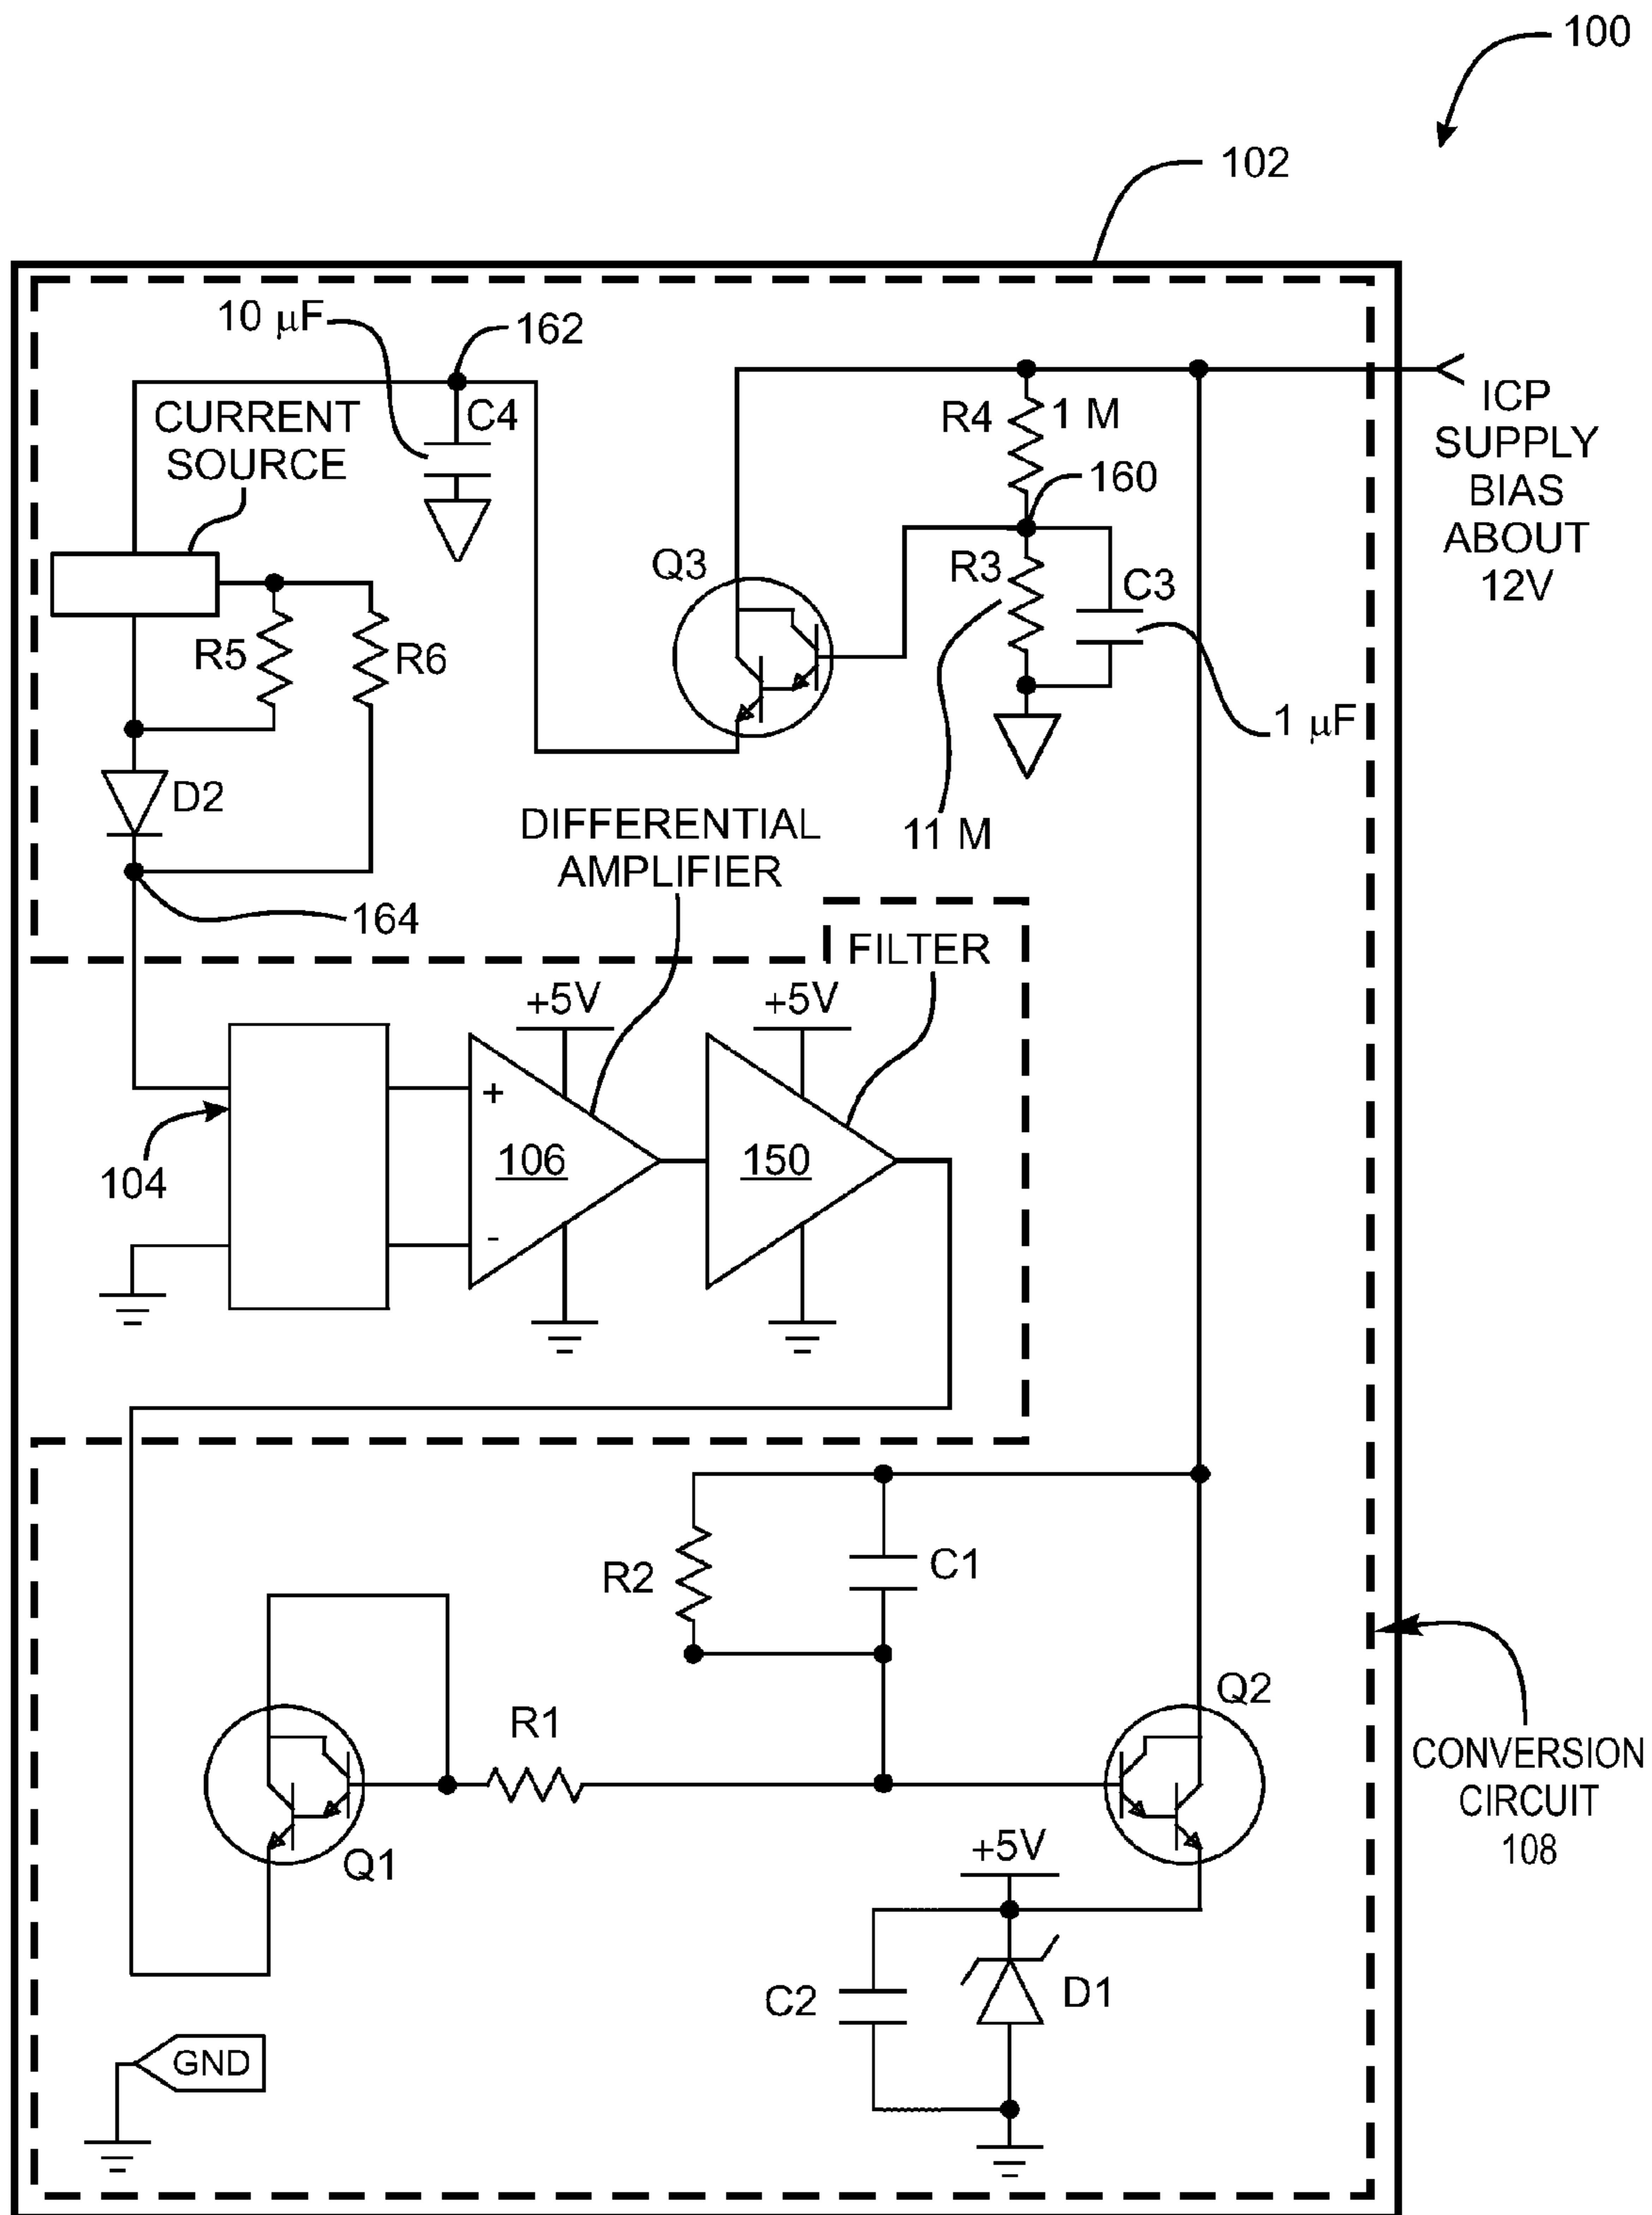 100
102
10 μF
162
C4
CURRENT
SOURCE
R4
1 M
160
ICP
SUPPLY
BIAS
ABOUT
12V
Q3
R3
C3
R5
R6
1 μF
D2
11 M
DIFFERENTIAL
AMPLIFIER
164
FILTER
+5V
+5V
+
106
150
104
-
R2
C1
Q2
R1
CONVERSION
CIRCUIT
108
Q1
+5V
C2
D1
GND